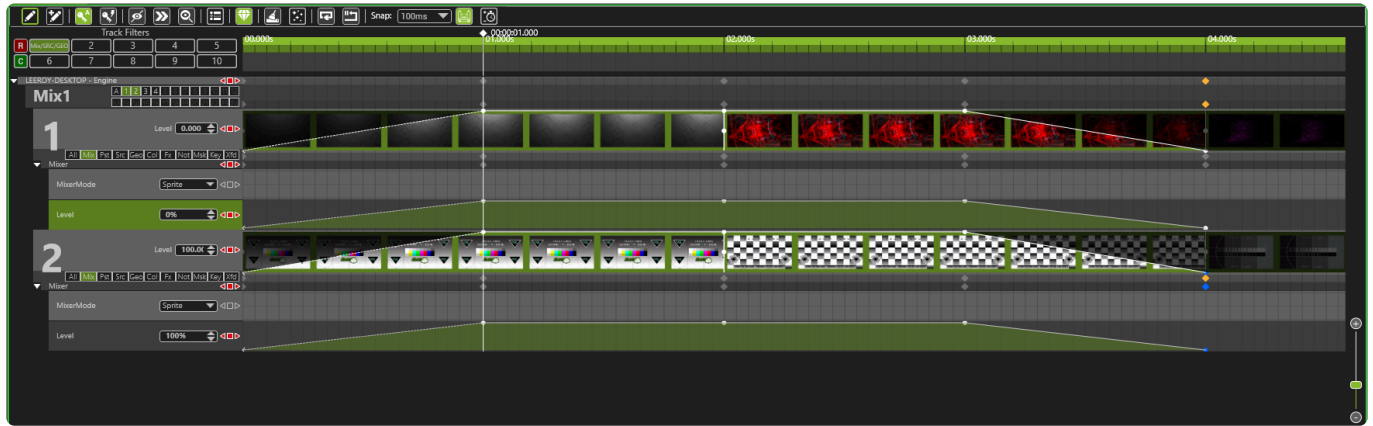 Snap: 100ms
Track Filters
R Mix/SRC/GEO 2 3 4 5
C 6 7 8 9 10
00:00:01.000
00.000s 01.000s 02.000s 03.000s 04.000s
LEEROY-DESKTOP - Engine
Mix1 A 1 2 3 4
1 Level 0.000
All Mix Pst Src Geo Col Fx Not Msk Key Xfd
Mixer
MixerMode Sprite
Level 0%
2 Level 100.0(
All Mix Pst Src Geo Col Fx Not Msk Key Xfd
Mixer
MixerMode Sprite
Level 100%